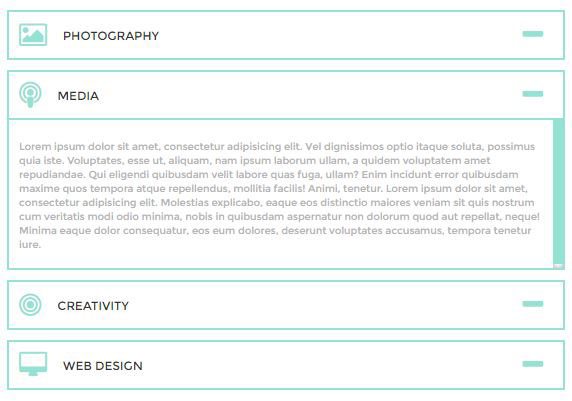 PHOTOGRAPHY
MEDIA
Lorem ipsum dolor sit amet, consectetur adipisicing elit. Vel dignissimos optio itaque soluta, possimus
quia iste. Voluptates, esse ut, aliquam, nam ipsum laborum ullam, a quidem voluptatem amet
repudiandae. Qui eligendi quibusdam velit labore quas fuga, ullam? Enim incidunt error quibusdam
maxime quos tempora atque repellendus, mollitia facilis! Animi, tenetur. Lorem ipsum dolor sit amet,
consectetur adipisicing elit. Molestias explicabo, eaque eos distinctio maiores veniam sit quis nostrum
cum veritatis modi odio minima, nobis in quibusdam aspernatur non dolorum quod aut repellat, neque!
Minima eaque dolor consequatur, eos eum dolores, deserunt voluptates accusamus, tempora tenetur
iure.
CREATIVITY
WEB DESIGN